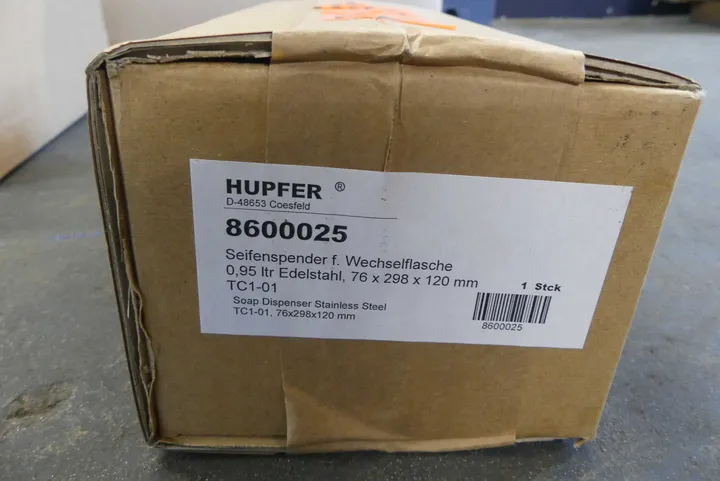 HUPFER ®
D-48653 Coesfeld
8600025
Seifenspender f. Wechselflasche
0,95 ltr Edelstahl, 76 x 298 x 120 mm
TC1-01
1 Stck
Soap Dispenser Stainless Steel
TC1-01, 76x298x120 mm
8600025